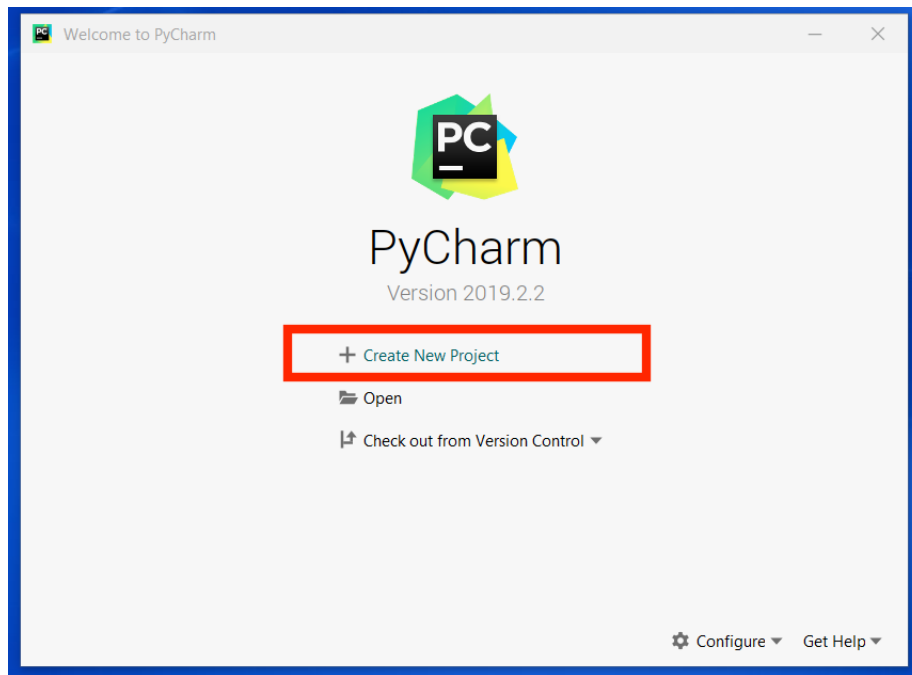 PC
Welcome to PyCharm
PC
PyCharm
Version 2019.2.2
Create New Project
Open
Check out from Version Control
Configure
Get Help